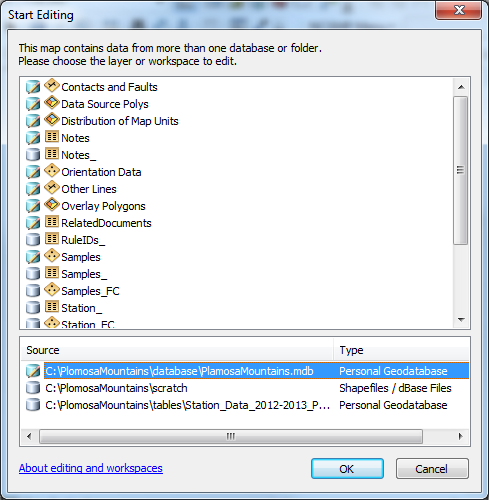 Start Editing
This map contains data from more than one database or folder.
Please choose the layer or workspace to edit.
Contacts and Faults
Data Source Polys
Distribution of Map Units
Notes
Notes_
Orientation Data
Other Lines
Overlay Polygons
RelatedDocuments
RuleIDs_
Samples
Samples_
Samples_FC
Station_
Station_FC
Source Type
C:\PlomosaMountains\database\PlamosaMountains.mdb Personal Geodatabase
C:\PlomosaMountains\scratch Shapefiles / dBase Files
C:\PlomosaMountains\tables\Station_Data_2012-2013_P... Personal Geodatabase
About editing and workspaces
OK Cancel